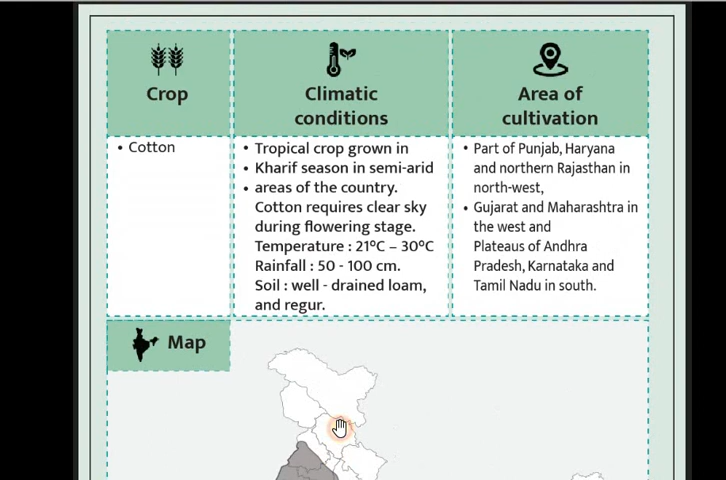 Crop
Climatic
conditions
Area of
cultivation
• Cotton
• Tropical crop grown in
• Kharif season in semi-arid
• areas of the country.
Cotton requires clear sky
during flowering stage.
Temperature : 21ºC – 30ºC
Rainfall : 50 - 100 cm.
Soil : well - drained loam,
and regur.
• Part of Punjab, Haryana
and northern Rajasthan in
north-west,
• Gujarat and Maharashtra in
the west and
Plateaus of Andhra
Pradesh, Karnataka and
Tamil Nadu in south.
Map